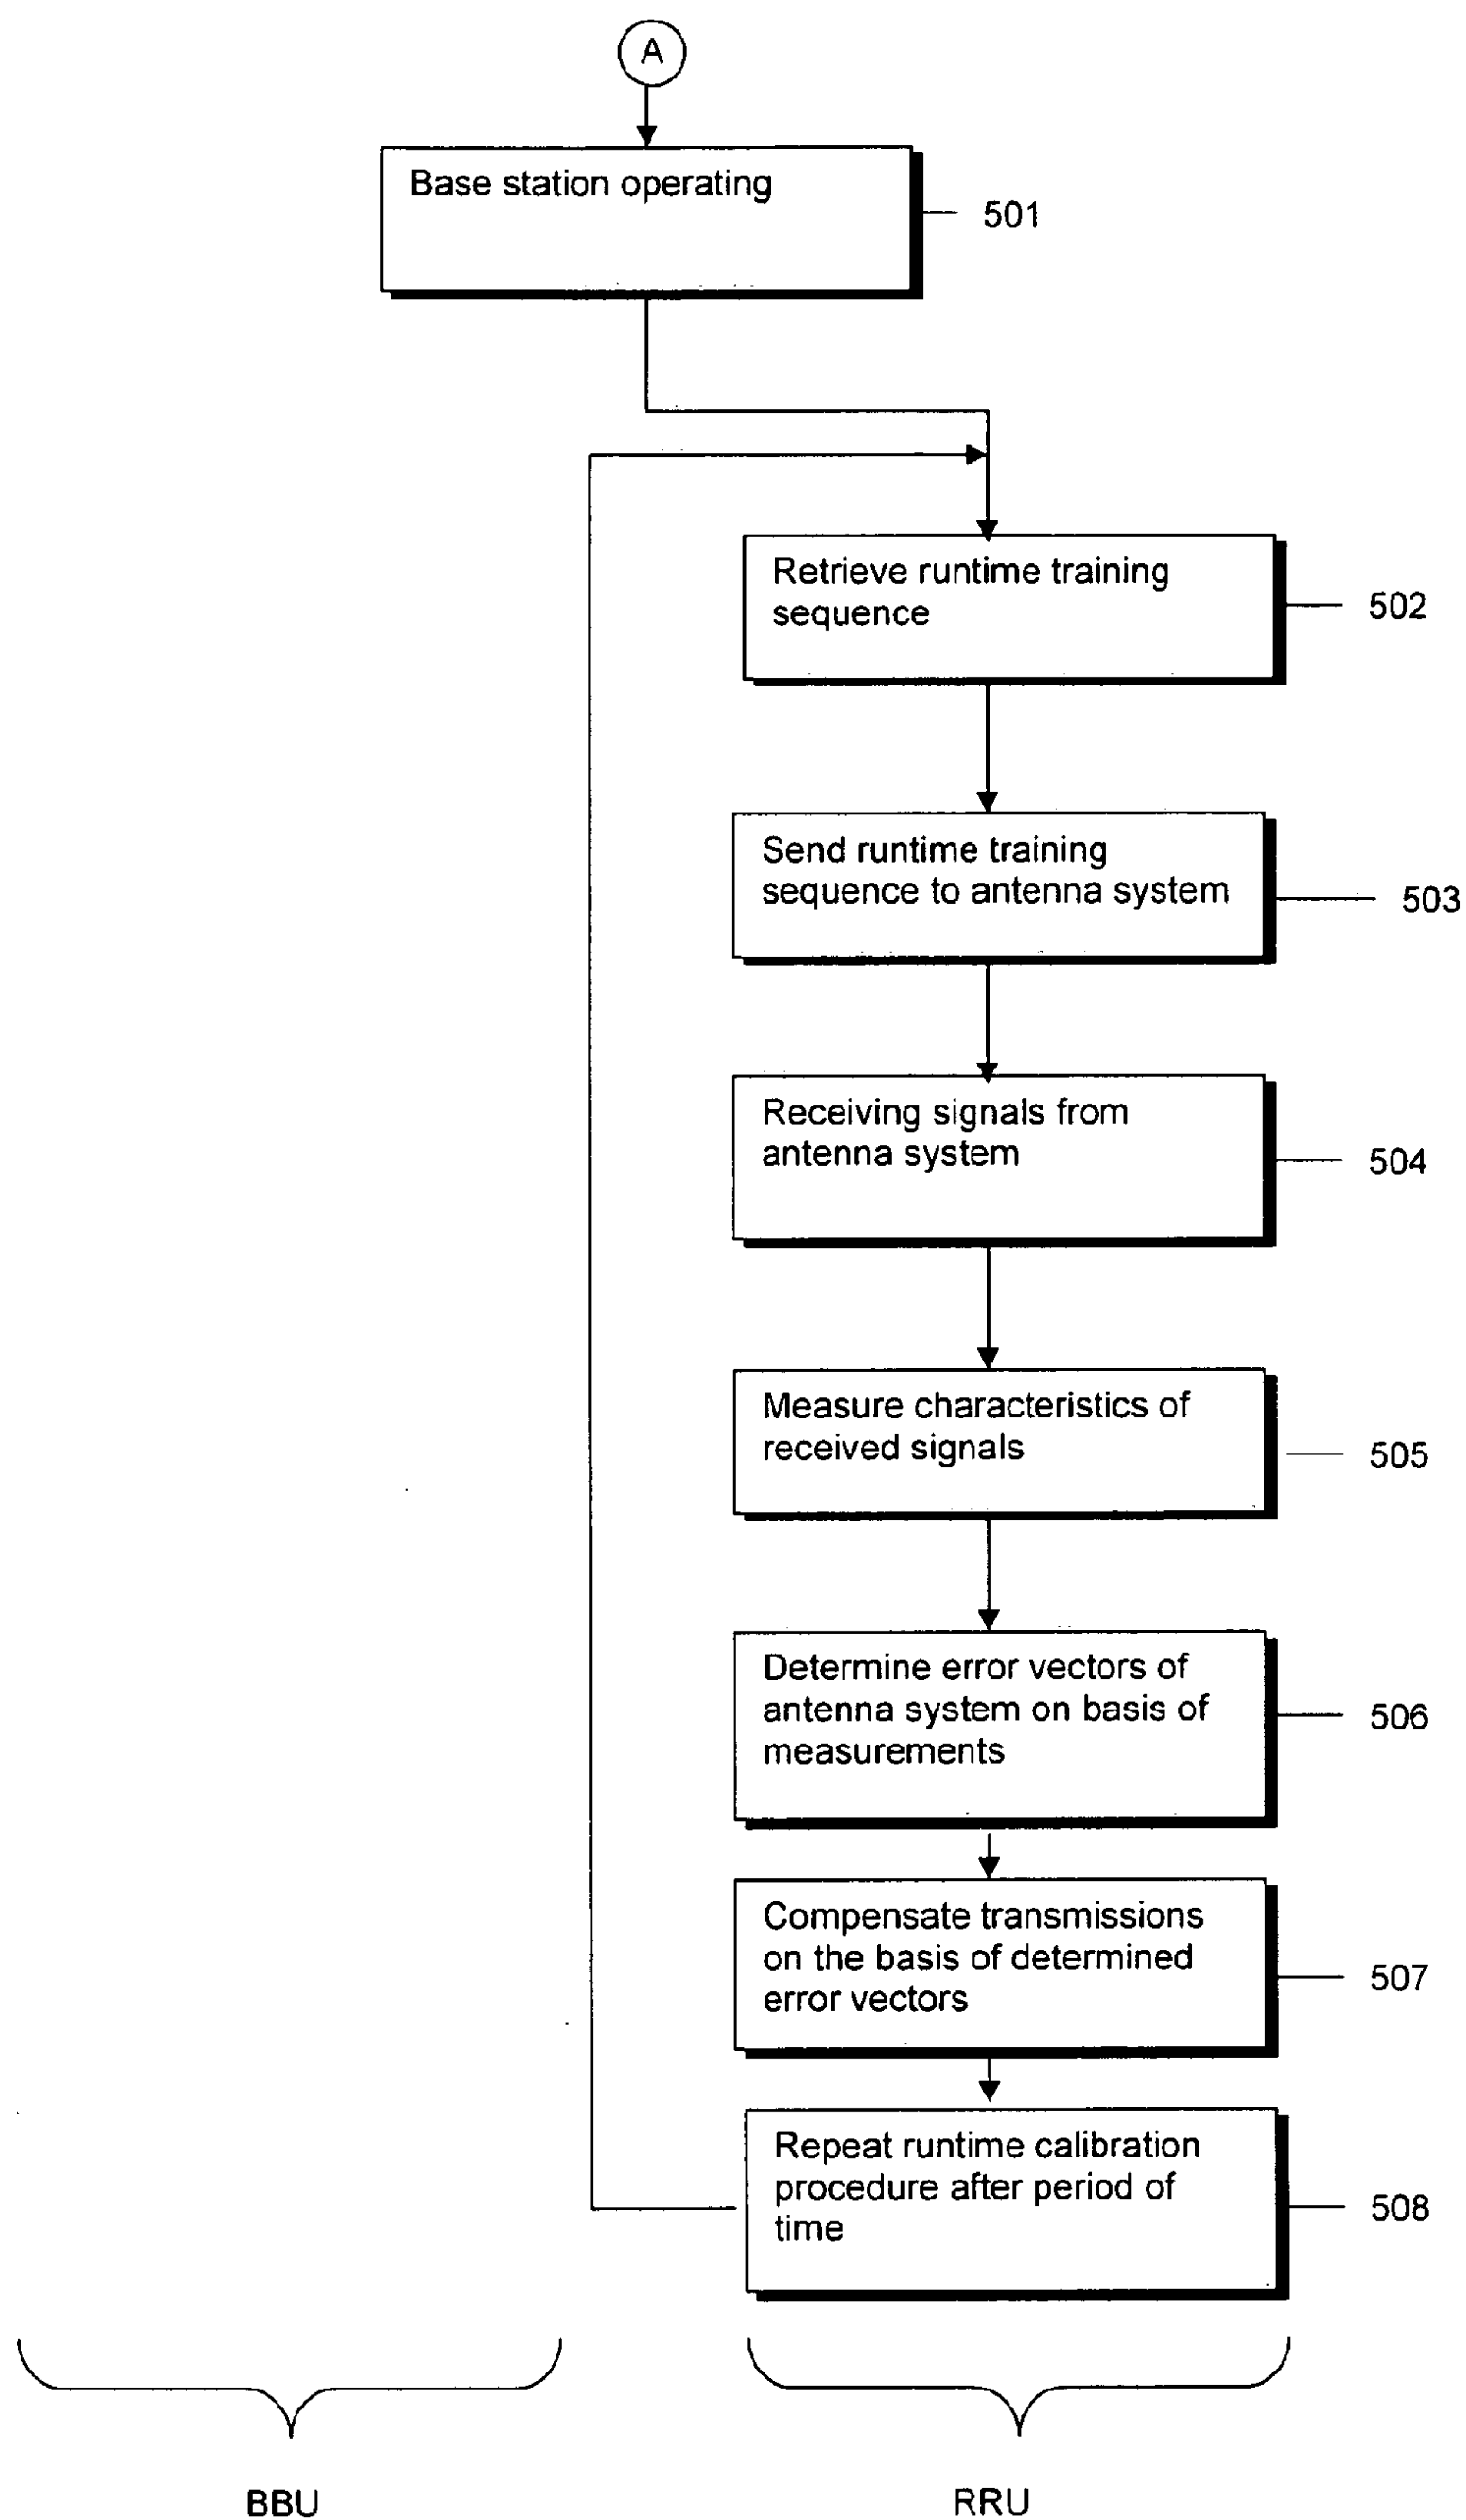 A
Base station operating
501
Retrieve runtime training
sequence
502
Send runtime training
sequence to antenna system
503
Receiving signals from
antenna system
504
Measure characteristics of
received signals
505
Determine error vectors of
antenna system on basis of
measurements
506
Compensate transmissions
on the basis of determined
error vectors
507
Repeat runtime calibration
procedure after period of
time
508
BBU
RRU